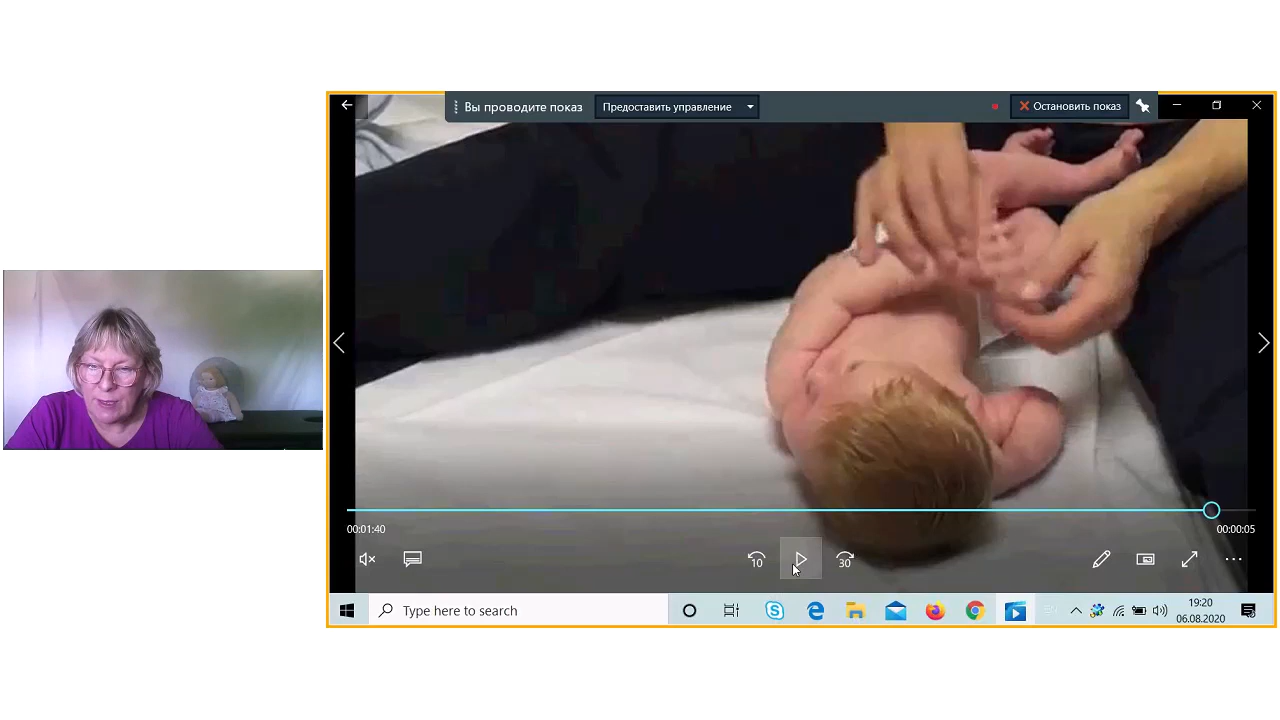 Вы проводите показ
Предоставить управление
Остановить показ
00:01:40
00:00:05
10
30
Type here to search
19:20
06.08.2020